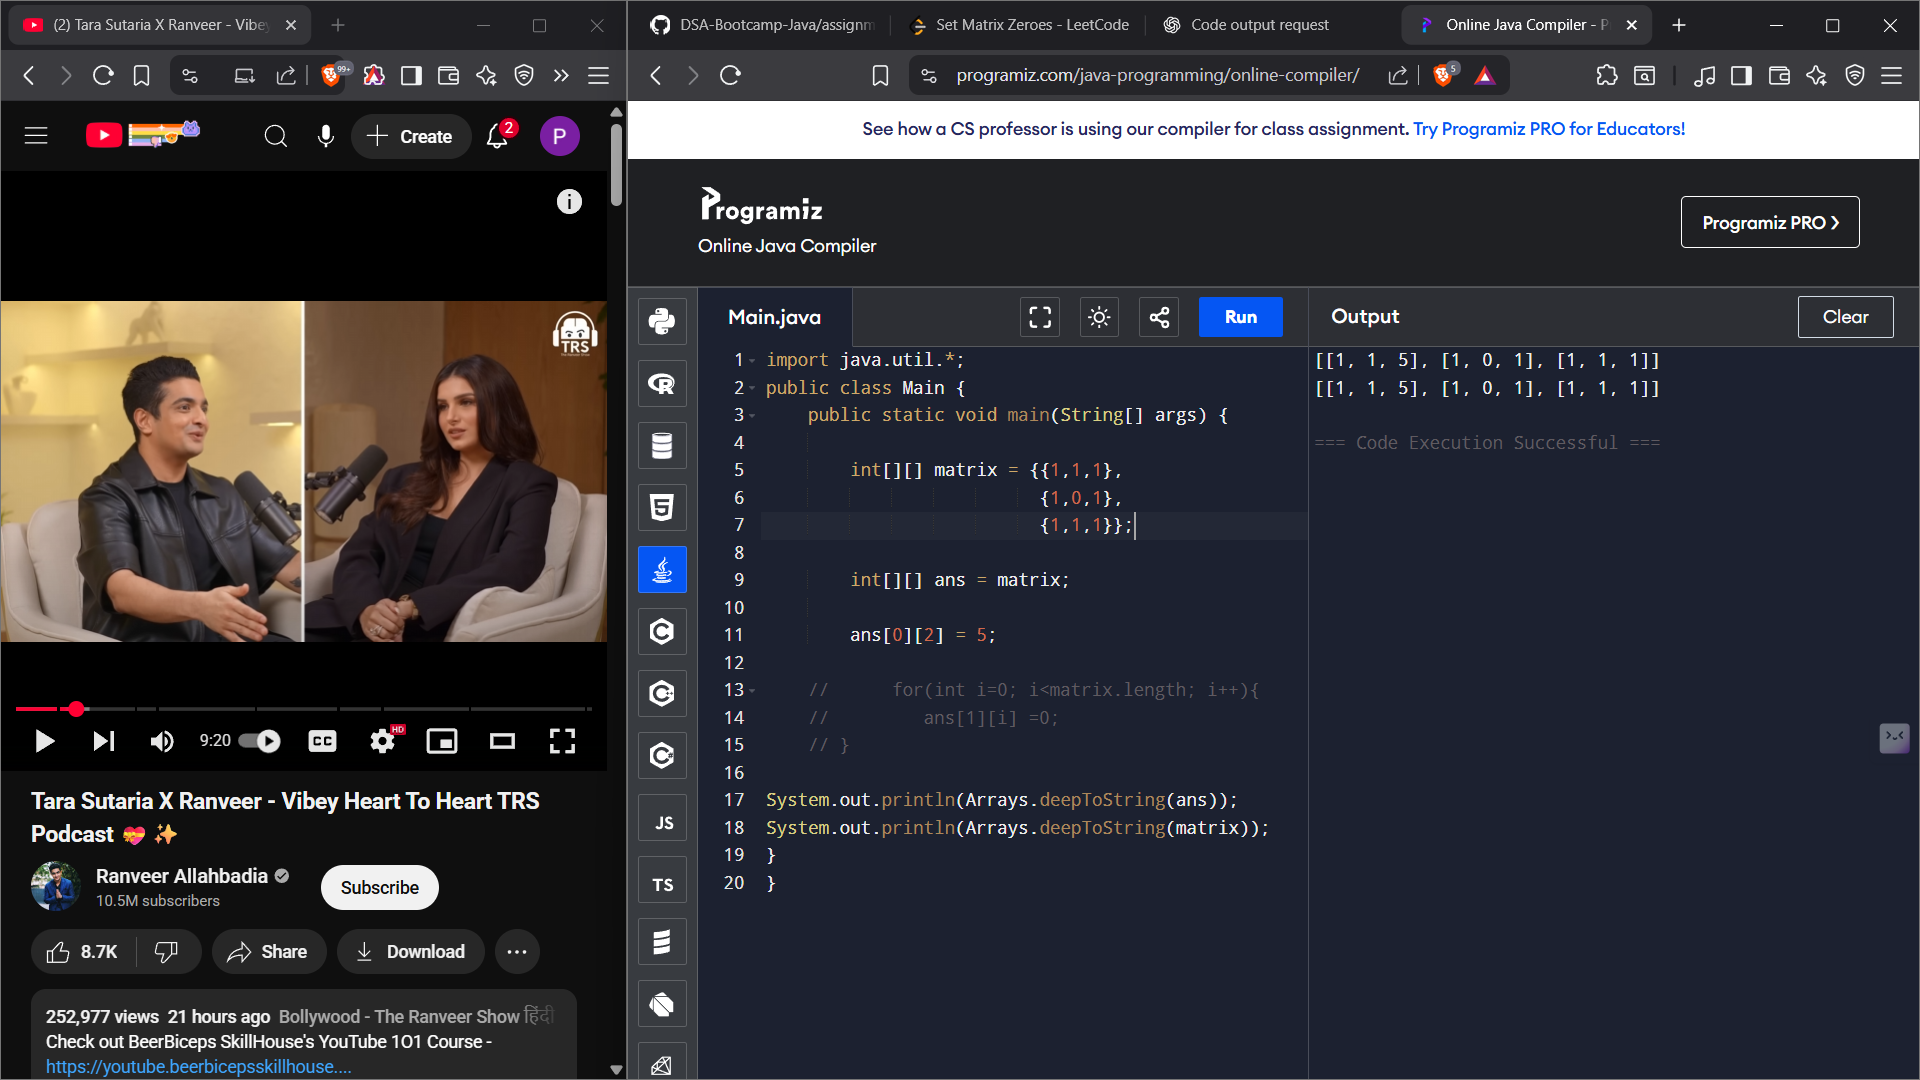 (2) Tara Sutaria X Ranveer - Vibey
99+
Create
2
P
TRS
9:20
CC
HD
Tara Sutaria X Ranveer - Vibey Heart To Heart TRS
Podcast 💝 ✨
Ranveer Allahbadia
10.5M subscribers
Subscribe
8.7K
Share
Download
252,977 views 21 hours ago Bollywood - The Ranveer Show हिंदी
Check out BeerBiceps SkillHouse's YouTube 101 Course -
https://youtube.beerbicepsskillhouse....
DSA-Bootcamp-Java/assignm
Set Matrix Zeroes - LeetCode
Code output request
Online Java Compiler - P
programiz.com/java-programming/online-compiler/
5
See how a CS professor is using our compiler for class assignment. Try Programiz PRO for Educators!
Programiz
Online Java Compiler
Programiz PRO
Main.java
Run
Output
Clear
JS
TS
1 import java.util.*;
2 public class Main {
3 public static void main(String[] args) {
4
5 int[][] matrix = {{1,1,1},
6 {1,0,1},
7 {1,1,1}};
8
9 int[][] ans = matrix;
10
11 ans[0][2] = 5;
12
13 // for(int i=0; i<matrix.length; i++){
14 // ans[1][i] =0;
15 // }
16
17 System.out.println(Arrays.deepToString(ans));
18 System.out.println(Arrays.deepToString(matrix));
19 }
20 }
[[1, 1, 5], [1, 0, 1], [1, 1, 1]]
[[1, 1, 5], [1, 0, 1], [1, 1, 1]]
=== Code Execution Successful ===